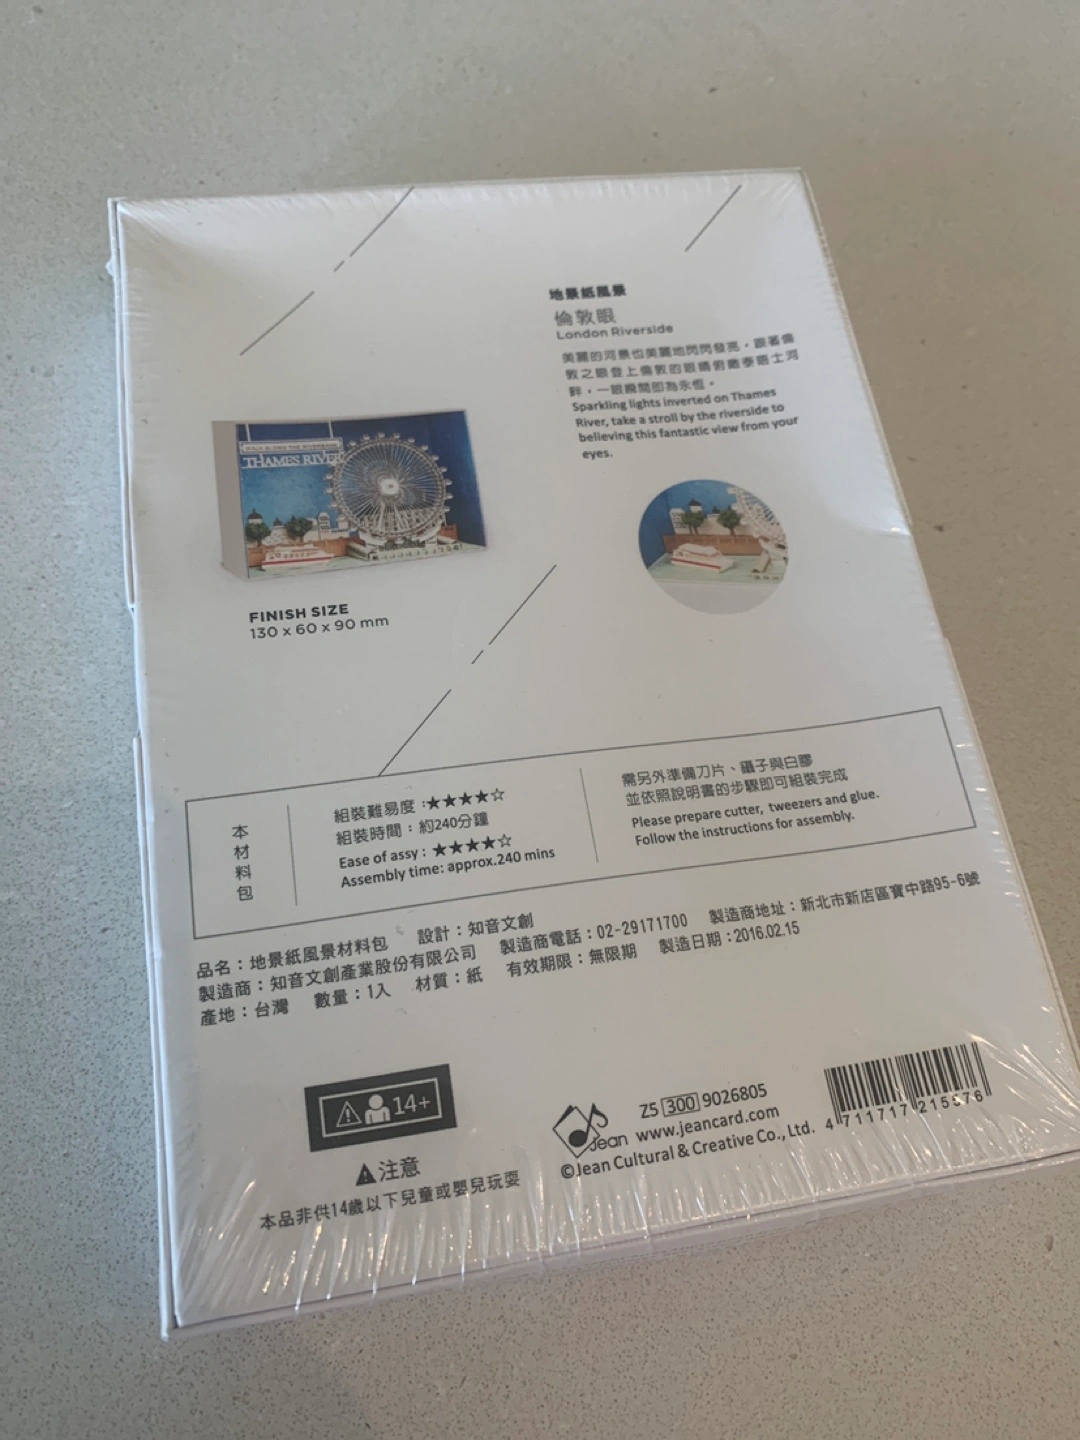 地景紙風景
倫敦眼
London Riverside
美麗的河景也美麗地閃閃發亮，跟著倫
敦之眼登上倫敦的眼睛俯瞰泰晤士河
畔，一眼瞬間即為永恆。
Sparkling lights inverted on Thames
River, take a stroll by the riverside to
believing this fantastic view from your
eyes.
THAMES RIVER
FINISH SIZE
130 x 60 x 90 mm
本材料包
組裝難易度：★★★★☆
組裝時間：約240分鐘
Ease of assy : ★★★★☆
Assembly time: approx.240 mins
需另外準備刀片、鑷子與白膠
並依照說明書的步驟即可組裝完成
Please prepare cutter, tweezers and glue.
Follow the instructions for assembly.
品名：地景紙風景材料包 設計：知音文創
製造商：知音文創產業股份有限公司 製造商電話：02-29171700 製造商地址：新北市新店區寶中路95-6號
產地：台灣 數量：1入 材質：紙 有效期限：無限期 製造日期：2016.02.15
14+
注意
本品非供14歲以下兒童或嬰兒玩耍
Jean
Z5 300 9026805
www.jeancard.com
©Jean Cultural & Creative Co., Ltd.
4 711717 215576